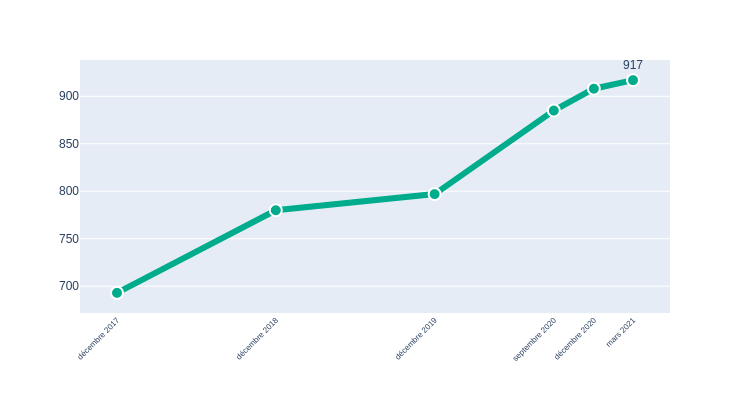 917
900
850
800
750
700
décembre 2017
décembre 2018
décembre 2019
septembre 2020
décembre 2020
mars 2021